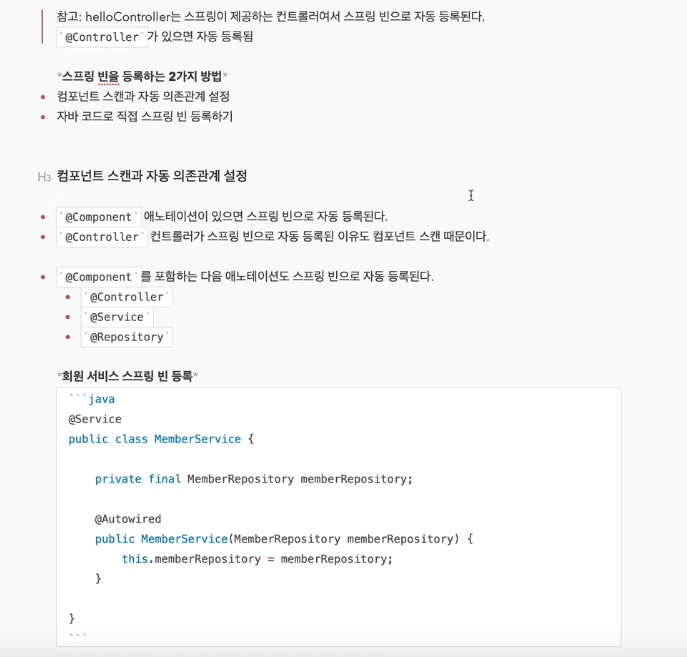 참고: helloController는 스프링이 제공하는 컨트롤러여서 스프링 빈으로 자동 등록된다.
`@Controller`가 있으면 자동 등록됨
*스프링 빈을 등록하는 2가지 방법*
• 컴포넌트 스캔과 자동 의존관계 설정
• 자바 코드로 직접 스프링 빈 등록하기
H3 컴포넌트 스캔과 자동 의존관계 설정
• `@Component` 애노테이션이 있으면 스프링 빈으로 자동 등록된다.
• `@Controller` 컨트롤러가 스프링 빈으로 자동 등록된 이유도 컴포넌트 스캔 때문이다.
• `@Component`를 포함하는 다음 애노테이션도 스프링 빈으로 자동 등록된다.
• `@Controller`
• `@Service`
• `@Repository`
*회원 서비스 스프링 빈 등록*
```java
@Service
public class MemberService {
private final MemberRepository memberRepository;
@Autowired
public MemberService(MemberRepository memberRepository) {
this.memberRepository = memberRepository;
}
}
```